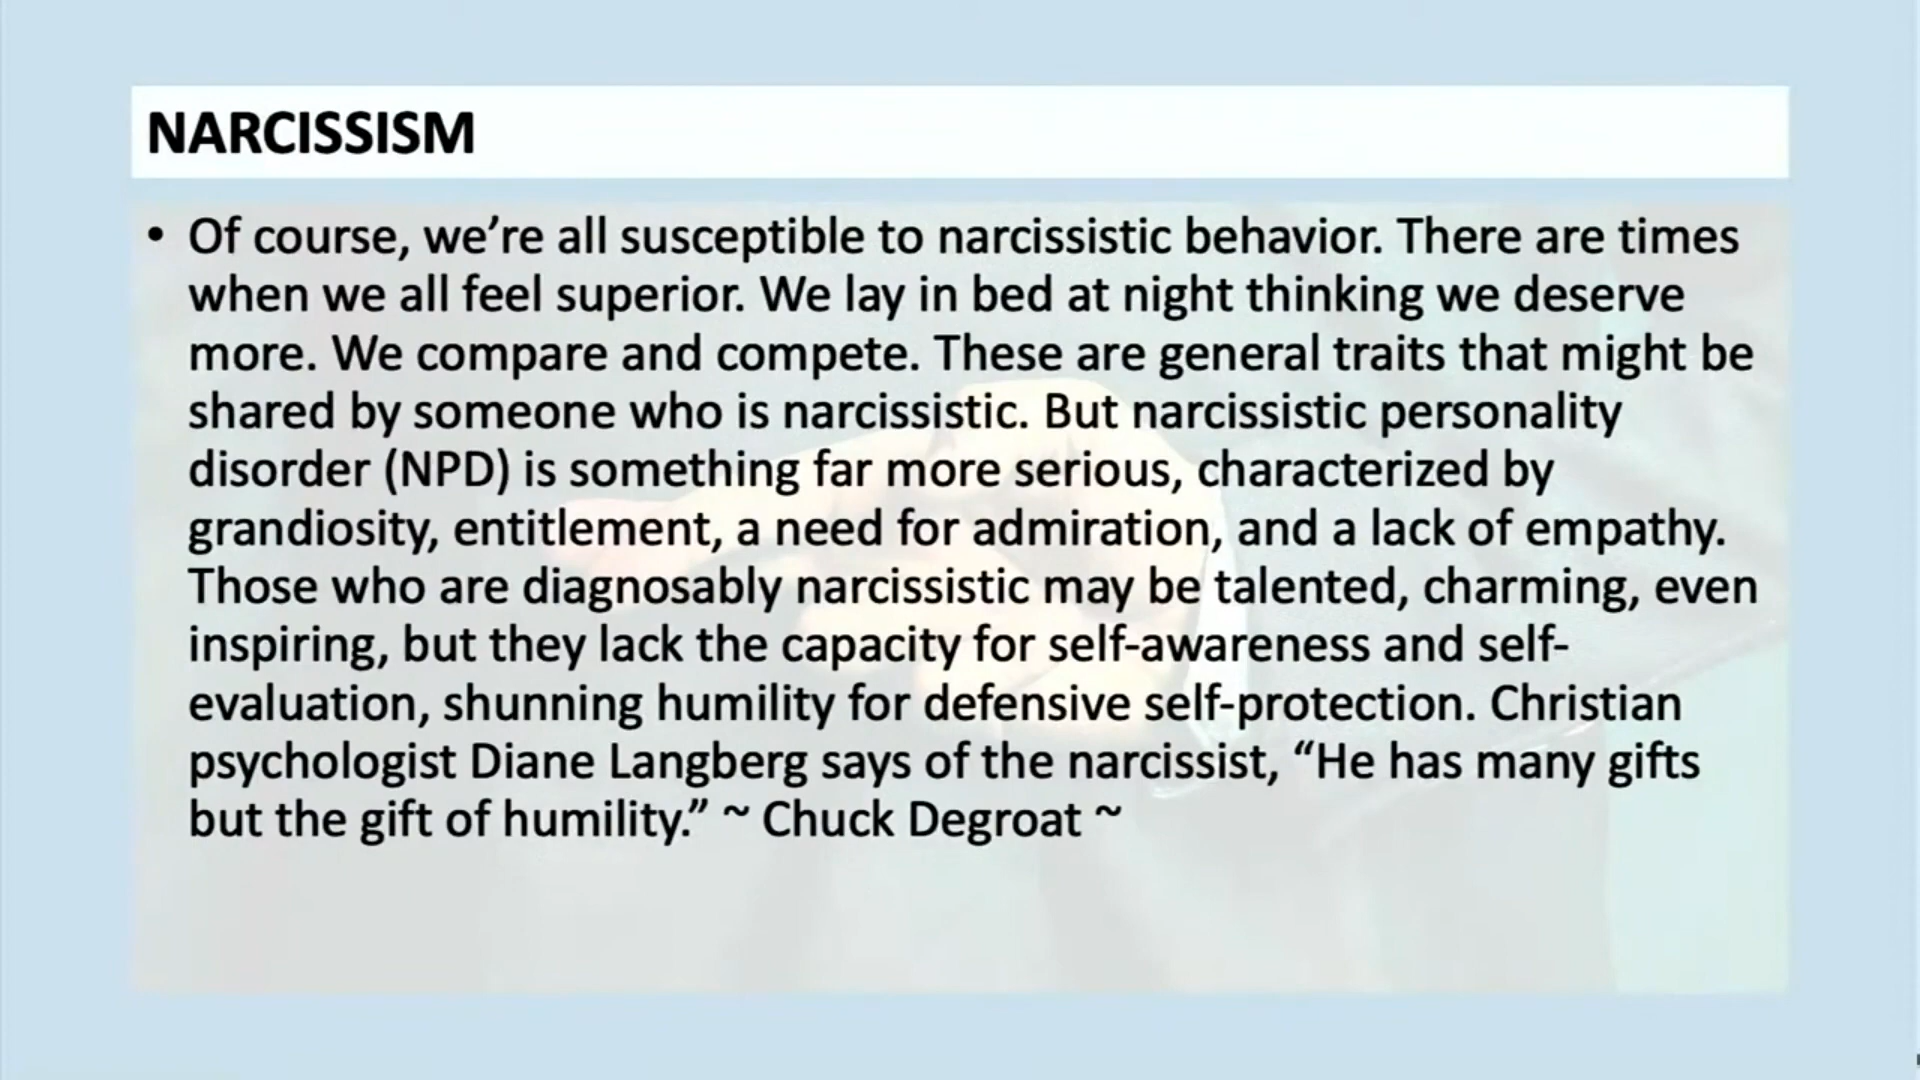 NARCISSISM
• Of course, we’re all susceptible to narcissistic behavior. There are times
when we all feel superior. We lay in bed at night thinking we deserve
more. We compare and compete. These are general traits that might be
shared by someone who is narcissistic. But narcissistic personality
disorder (NPD) is something far more serious, characterized by
grandiosity, entitlement, a need for admiration, and a lack of empathy.
Those who are diagnosably narcissistic may be talented, charming, even
inspiring, but they lack the capacity for self-awareness and self-
evaluation, shunning humility for defensive self-protection. Christian
psychologist Diane Langberg says of the narcissist, “He has many gifts
but the gift of humility.” ~ Chuck Degroat ~